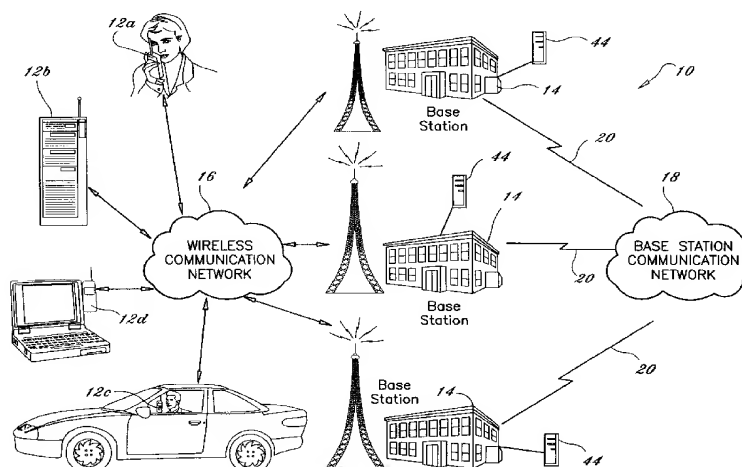 12a
12b
44
10
14
Base
Station
20
44
16
14
18
WIRELESS
COMMUNICATION
NETWORK
BASE STATION
COMMUNICATION
NETWORK
20
12d
Base
Station
20
12c
Base
Station
14
44